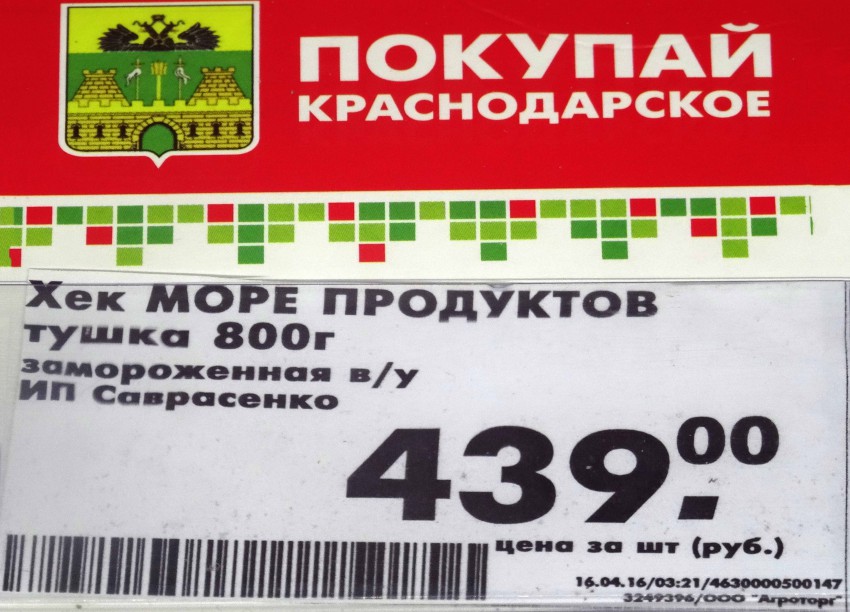 ПОКУПАЙ
КРАСНОДАРСКОЕ
Хек МОРЕ ПРОДУКТОВ
тушка 800г
замороженная в/у
ИП Саврасенко
439.00
цена за шт (руб.)
16.04.16/03:21/4630000500147
3249396/ООО "Агроторг"